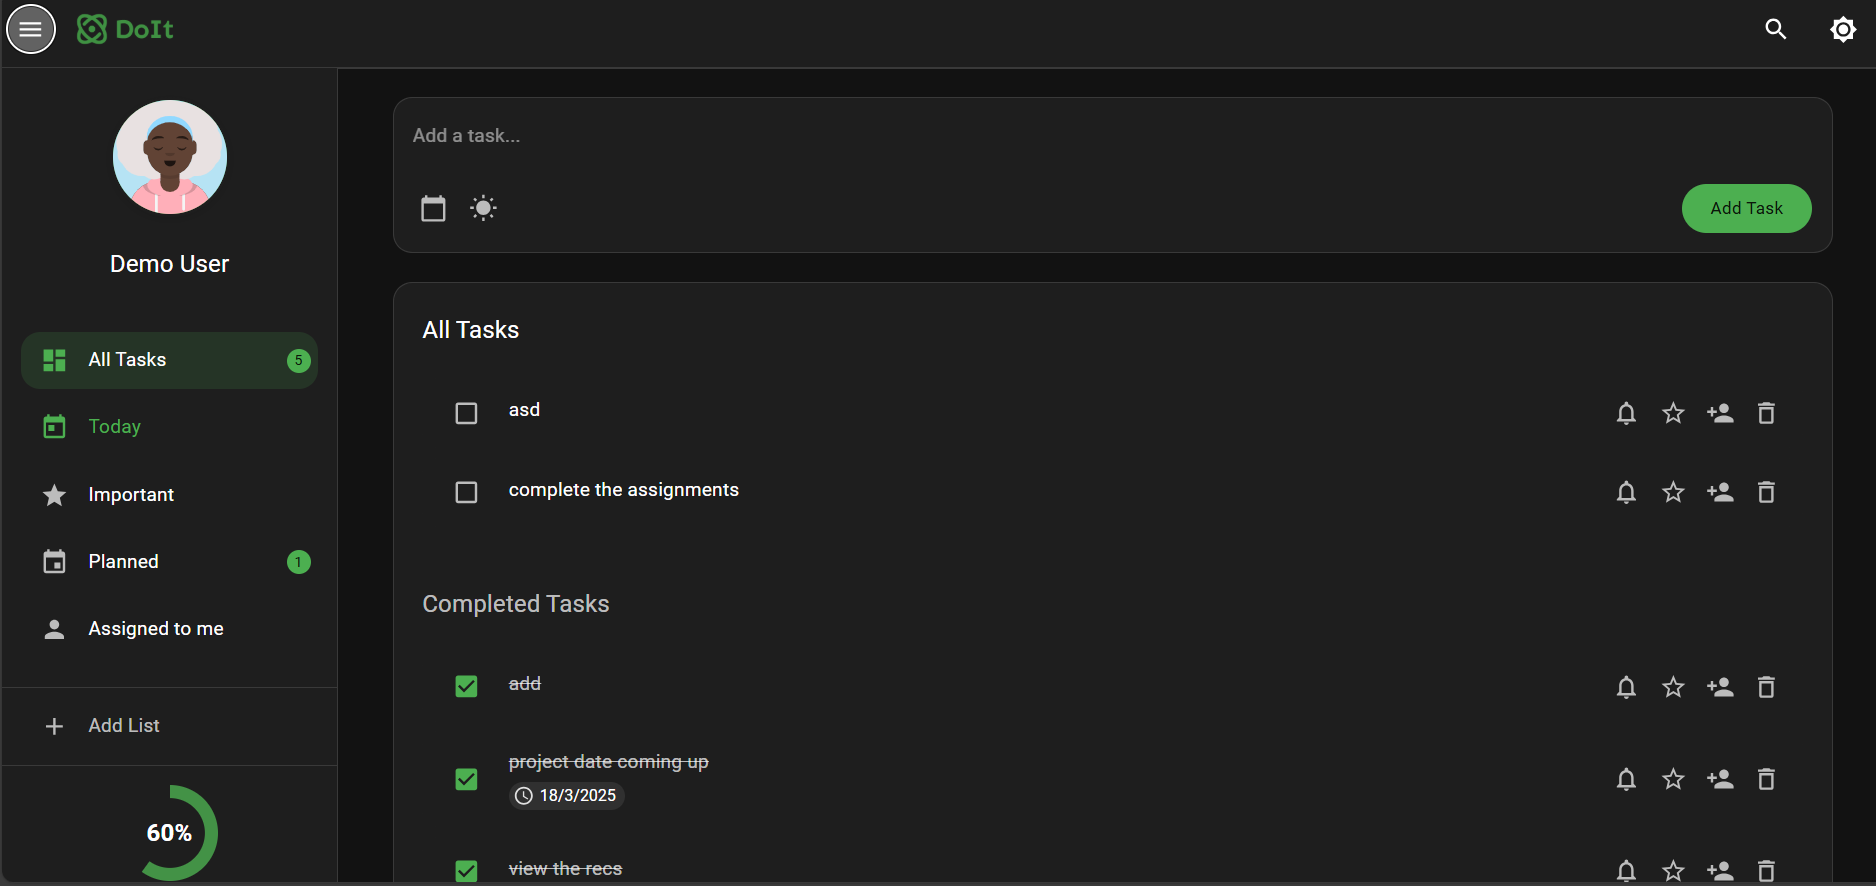 DoIt
Demo User
All Tasks 5
Today
Important
Planned 1
Assigned to me
Add List
60%
Add a task...
Add Task
All Tasks
asd
complete the assignments
Completed Tasks
add
project date coming up
18/3/2025
view the recs